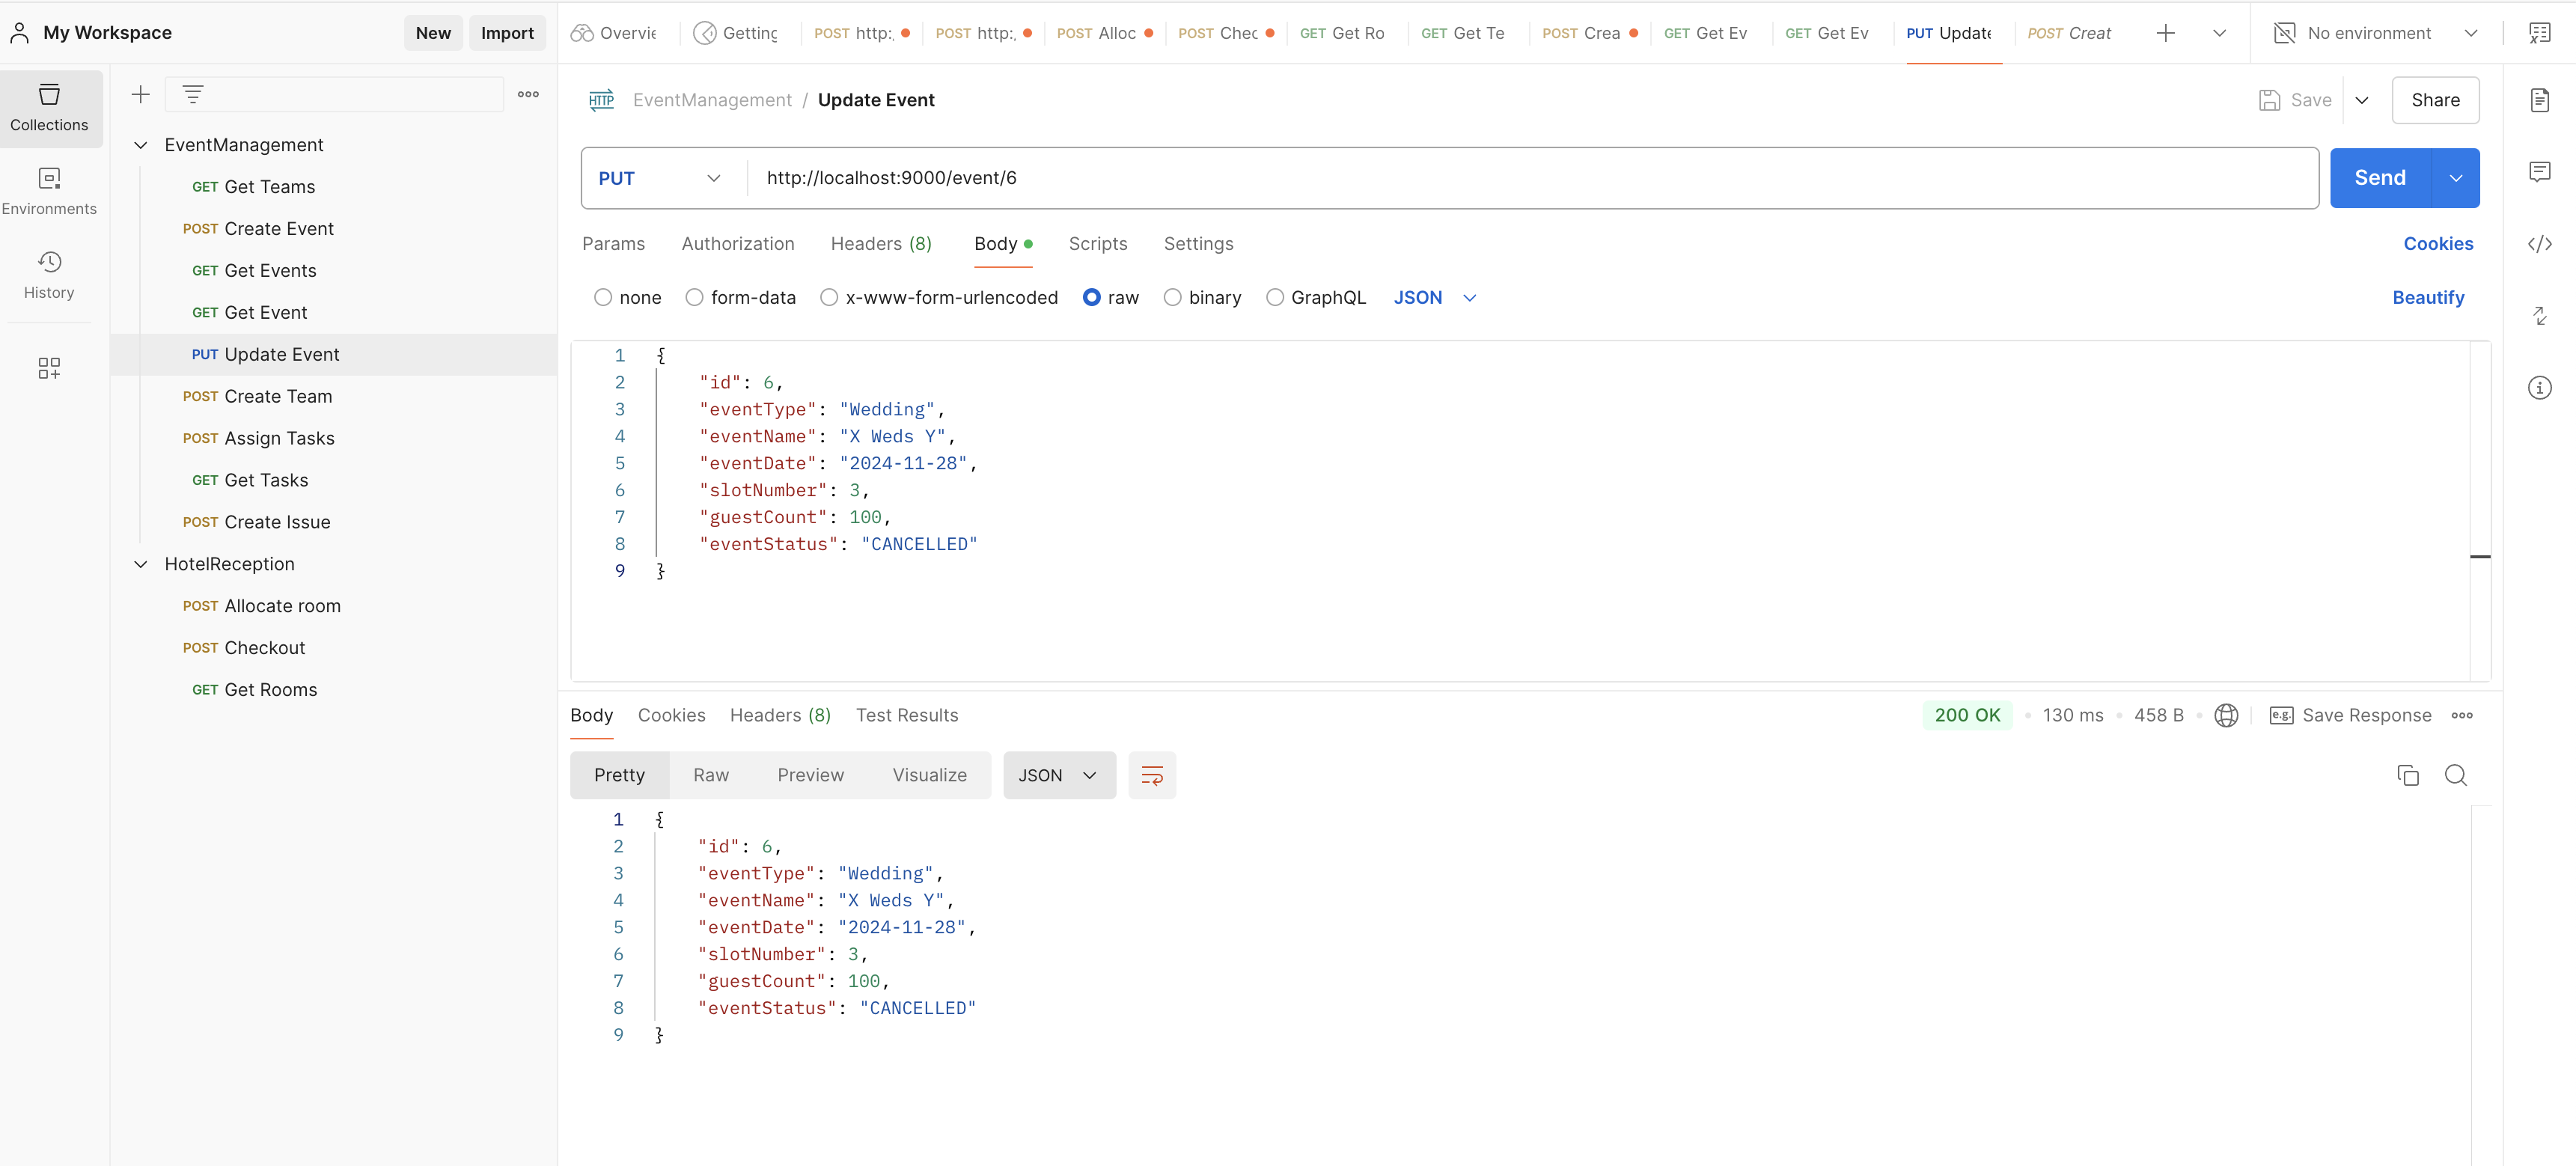 My Workspace
New
Import
Overvie
Getting
POST http:
POST http:
POST Alloc
POST Chec
GET Get Ro
GET Get Te
POST Crea
GET Get Ev
GET Get Ev
PUT Update
POST Creat
No environment
Collections
Environments
History
EventManagement
GET Get Teams
POST Create Event
GET Get Events
GET Get Event
PUT Update Event
POST Create Team
POST Assign Tasks
GET Get Tasks
POST Create Issue
HotelReception
POST Allocate room
POST Checkout
GET Get Rooms
HTTP EventManagement / Update Event
Save
Share
PUT http://localhost:9000/event/6
Send
Params Authorization Headers (8) Body Scripts Settings
Cookies
none form-data x-www-form-urlencoded raw binary GraphQL JSON
Beautify
1 {
2 "id": 6,
3 "eventType": "Wedding",
4 "eventName": "X Weds Y",
5 "eventDate": "2024-11-28",
6 "slotNumber": 3,
7 "guestCount": 100,
8 "eventStatus": "CANCELLED"
9 }
Body Cookies Headers (8) Test Results
200 OK • 130 ms • 458 B •
e.g. Save Response
Pretty Raw Preview Visualize JSON
1 {
2 "id": 6,
3 "eventType": "Wedding",
4 "eventName": "X Weds Y",
5 "eventDate": "2024-11-28",
6 "slotNumber": 3,
7 "guestCount": 100,
8 "eventStatus": "CANCELLED"
9 }